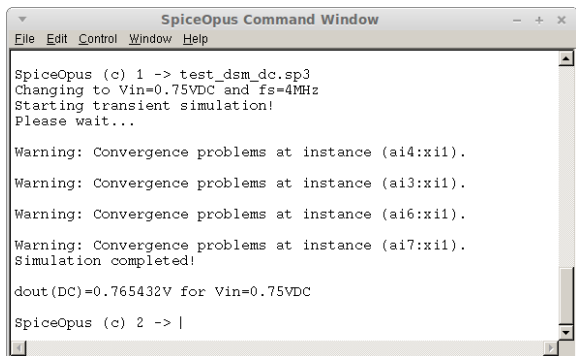 SpiceOpus Command Window
File Edit Control Window Help
SpiceOpus (c) 1 -> test_dsm_dc.sp3
Changing to Vin=0.75VDC and fs=4MHz
Starting transient simulation!
Please wait...
Warning: Convergence problems at instance (ai4:xi1).
Warning: Convergence problems at instance (ai3:xi1).
Warning: Convergence problems at instance (ai6:xi1).
Warning: Convergence problems at instance (ai7:xi1).
Simulation completed!
dout(DC)=0.765432V for Vin=0.75VDC
SpiceOpus (c) 2 -> |